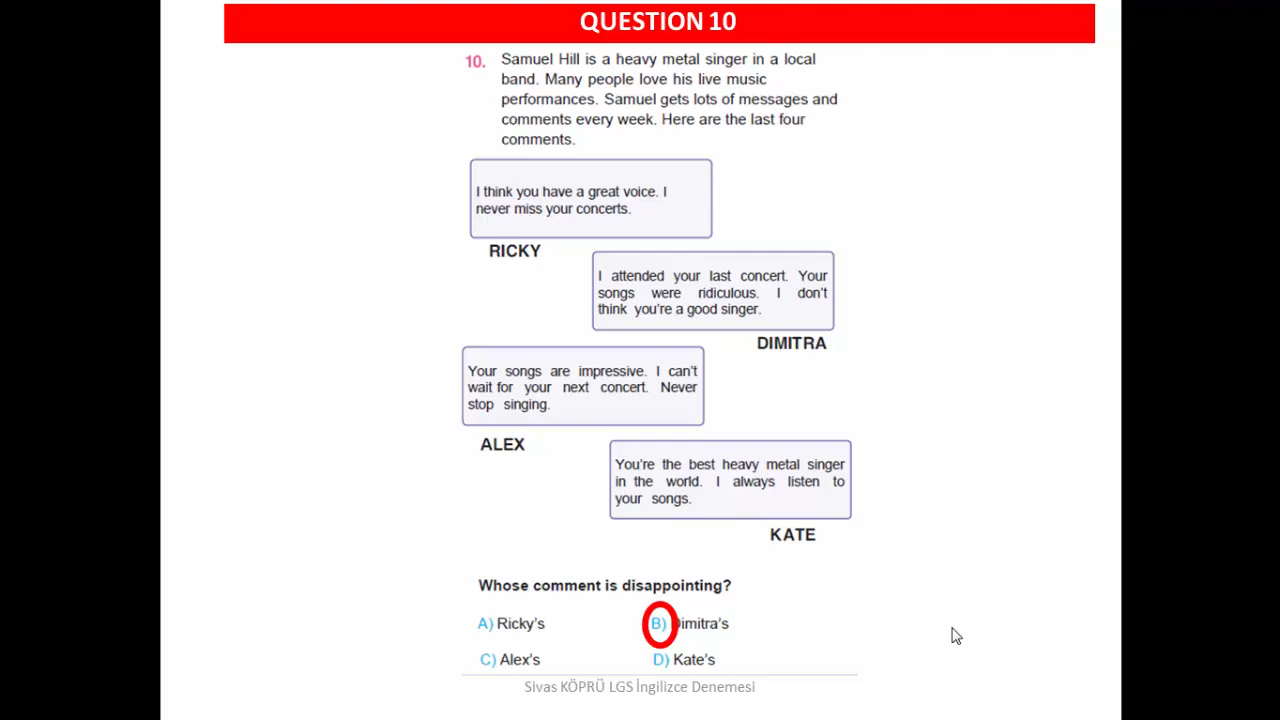 QUESTION 10
10. Samuel Hill is a heavy metal singer in a local
band. Many people love his live music
performances. Samuel gets lots of messages and
comments every week. Here are the last four
comments.
I think you have a great voice. I
never miss your concerts.
RICKY
I attended your last concert. Your
songs were ridiculous. I don't
think you're a good singer.
DIMITRA
Your songs are impressive. I can't
wait for your next concert. Never
stop singing.
ALEX
You're the best heavy metal singer
in the world. I always listen to
your songs.
KATE
Whose comment is disappointing?
A) Ricky's B) Dimitra's
C) Alex's D) Kate's
Sivas KÖPRÜ LGS İngilizce Denemesi